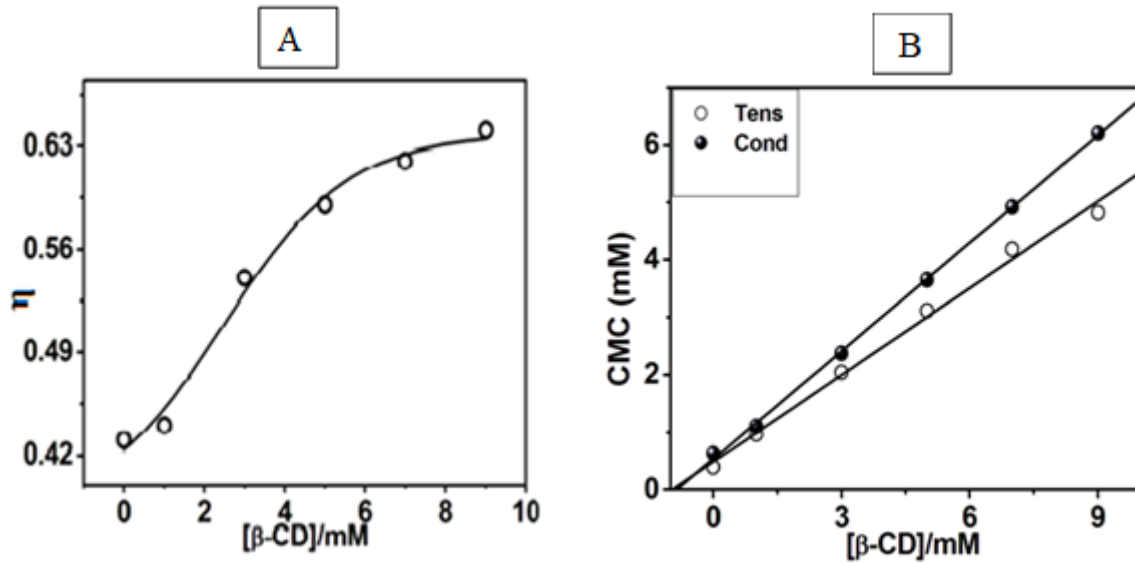 A
0.63
0.56
0.49
0.42
η
0 2 4 6 8 10
[β-CD]/mM
B
Tens
Cond
6
4
2
0
CMC (mM)
0 3 6 9
[β-CD]/mM